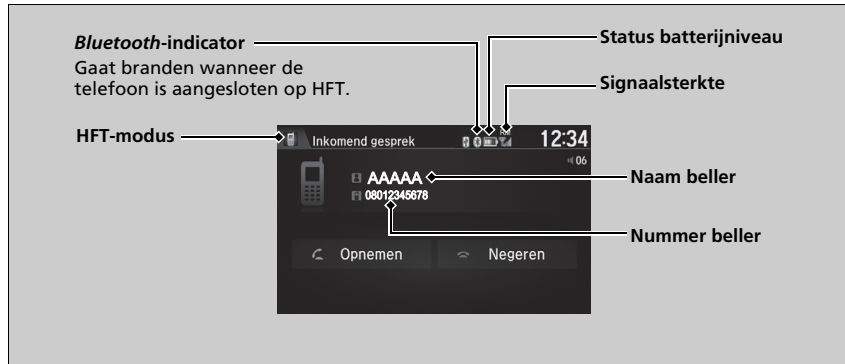 Bluetooth-indicator
Gaat branden wanneer de
telefoon is aangesloten op HFT.
Status batterijniveau
Signaalsterkte
HFT-modus
Inkomend gesprek
12:34
06
AAAAA
08012345678
Naam beller
Nummer beller
Opnemen
Negeren